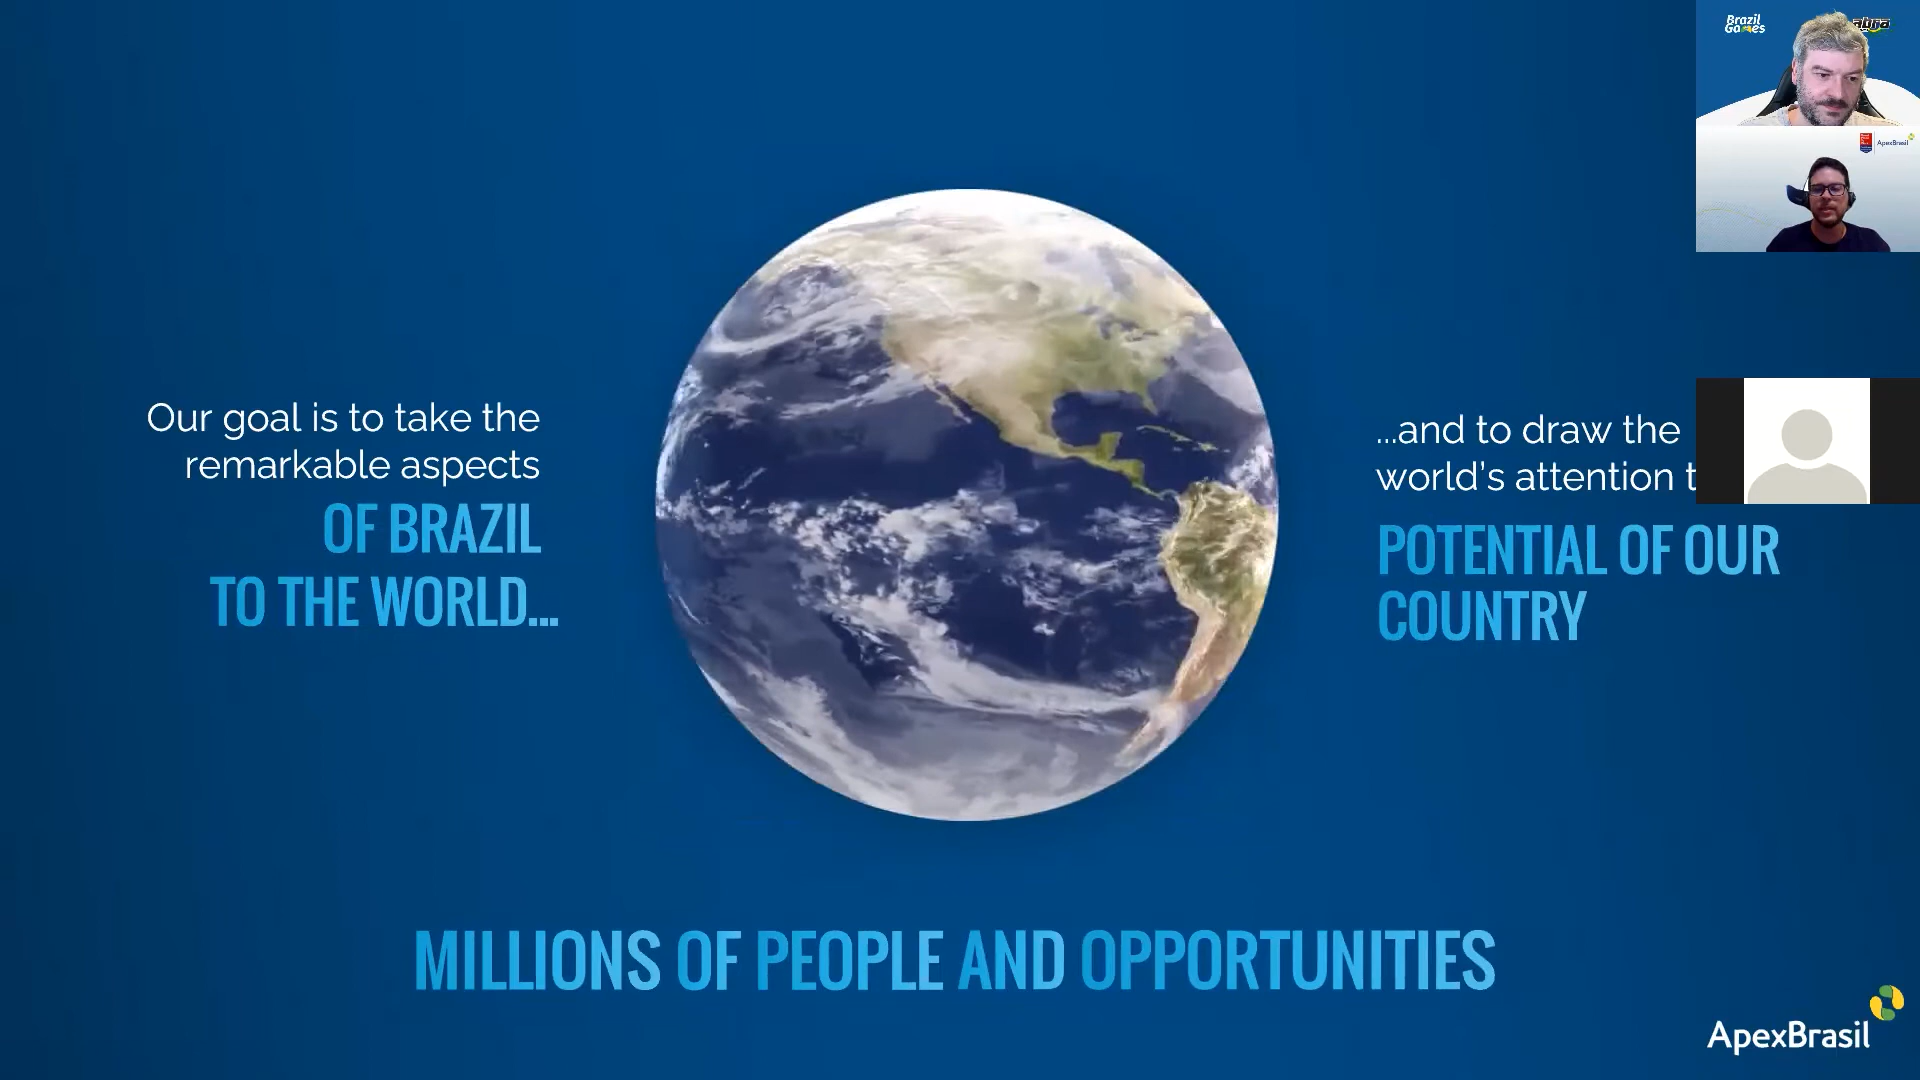 Brazil
Games
ApexBrasil
Our goal is to take the
remarkable aspects
OF BRAZIL
TO THE WORLD...
...and to draw the
world's attention t
POTENTIAL OF OUR
COUNTRY
MILLIONS OF PEOPLE AND OPPORTUNITIES
ApexBrasil